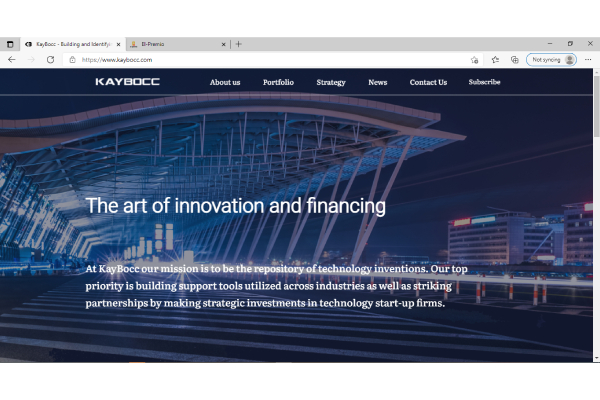 KayBocc - Building and Identifyi
El-Premio
https://www.kaybocc.com
Not syncing
KAYBOCC
About us
Portfolio
Strategy
News
Contact Us
Subscribe
The art of innovation and financing
At KayBocc our mission is to be the repository of technology inventions. Our top
priority is building support tools utilized across industries as well as striking
partnerships by making strategic investments in technology start-up firms.